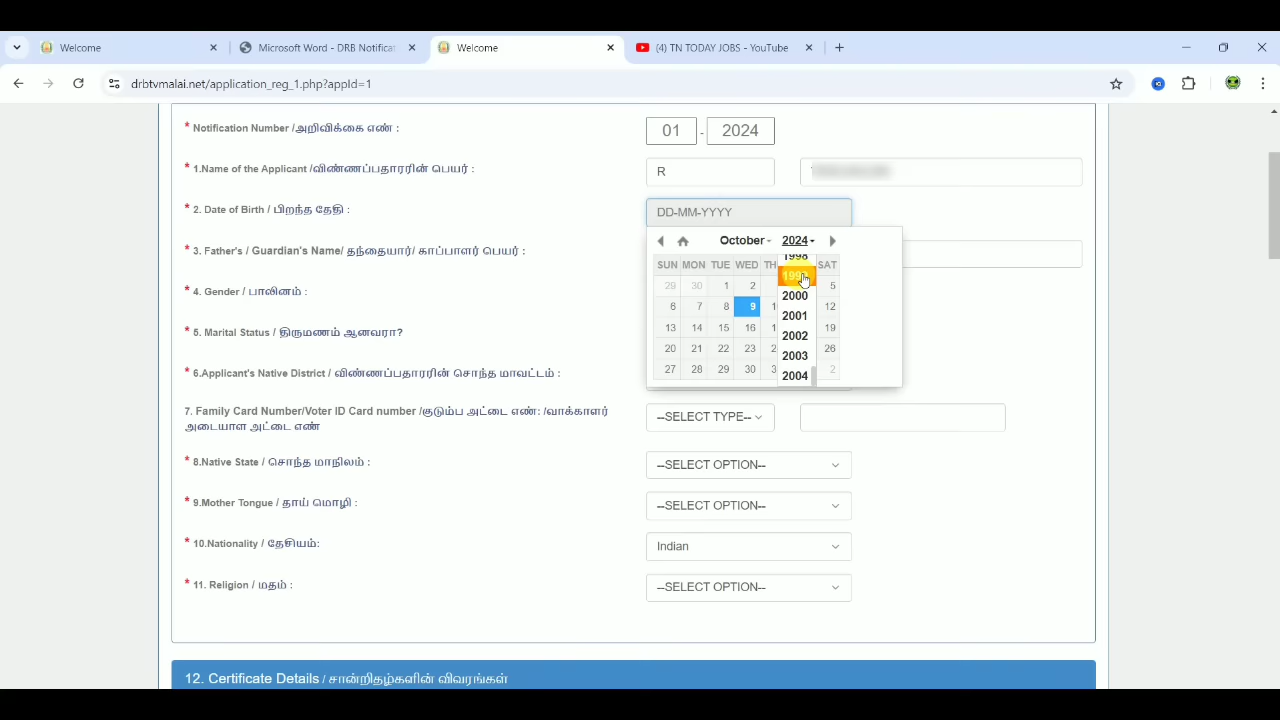 Welcome
Microsoft Word - DRB Notificat
Welcome
(4) TN TODAY JOBS - YouTube
drbtvmalai.net/application_reg_1.php?appId=1
* Notification Number /அறிவிக்கை எண் :
01 - 2024
* 1.Name of the Applicant /விண்ணப்பதாரரின் பெயர் :
R
* 2. Date of Birth / பிறந்த தேதி :
DD-MM-YYYY
October 2024
* 3. Father's / Guardian's Name/ தந்தையார்/ காப்பாளர் பெயர் :
SUN MON TUE WED TH SAT
1998
29 30 1 2 5
2000
6 7 8 9 12
2001
13 14 15 16 1 19
2002
20 21 22 23 2 26
2003
27 28 29 30 3 2
2004
* 4. Gender / பாலினம் :
* 5. Marital Status / திருமணம் ஆனவரா?
* 6.Applicant's Native District / விண்ணப்பதாரரின் சொந்த மாவட்டம் :
7. Family Card Number/Voter ID Card number /குடும்ப அட்டை எண்: /வாக்காளர்
அடையாள அட்டை எண்
--SELECT TYPE--
* 8.Native State / சொந்த மாநிலம் :
--SELECT OPTION--
* 9.Mother Tongue / தாய் மொழி :
--SELECT OPTION--
* 10.Nationality / தேசியம்:
Indian
* 11. Religion / மதம் :
--SELECT OPTION--
12. Certificate Details / சான்றிதழ்களின் விவரங்கள்